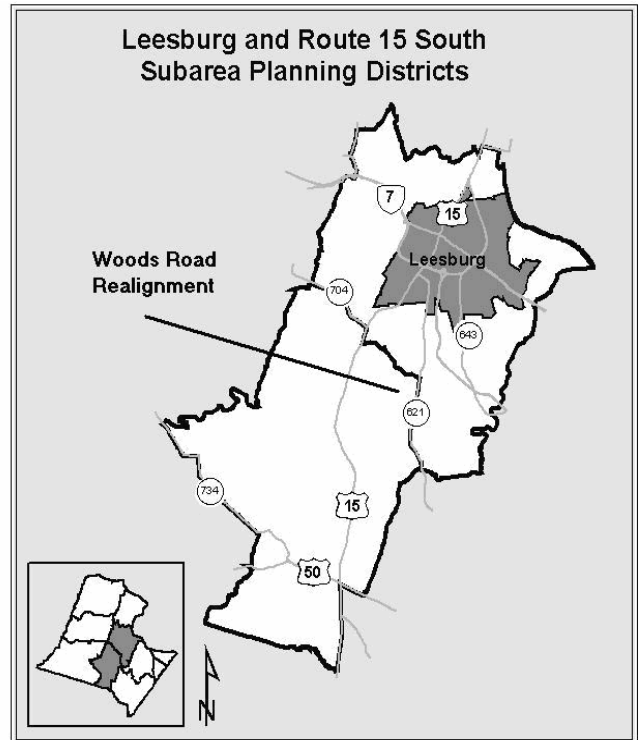 Leesburg and Route 15 South
Subarea Planning Districts
7
15
Woods Road
Realignment
Leesburg
704
643
621
734
15
50
N